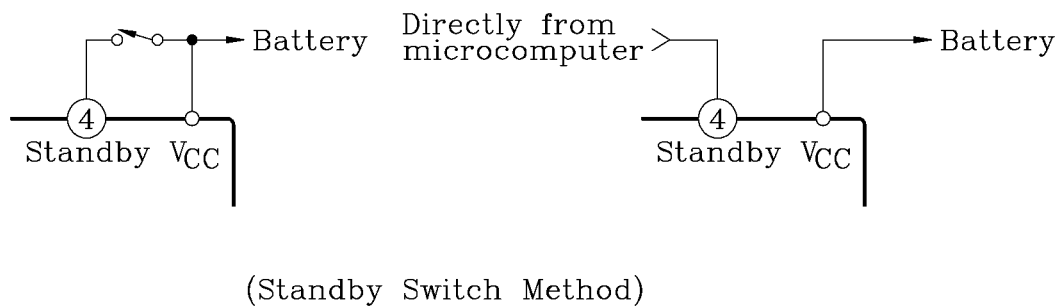 Battery
4
Standby VCC
Directly from
microcomputer
Battery
4
Standby VCC
(Standby Switch Method)